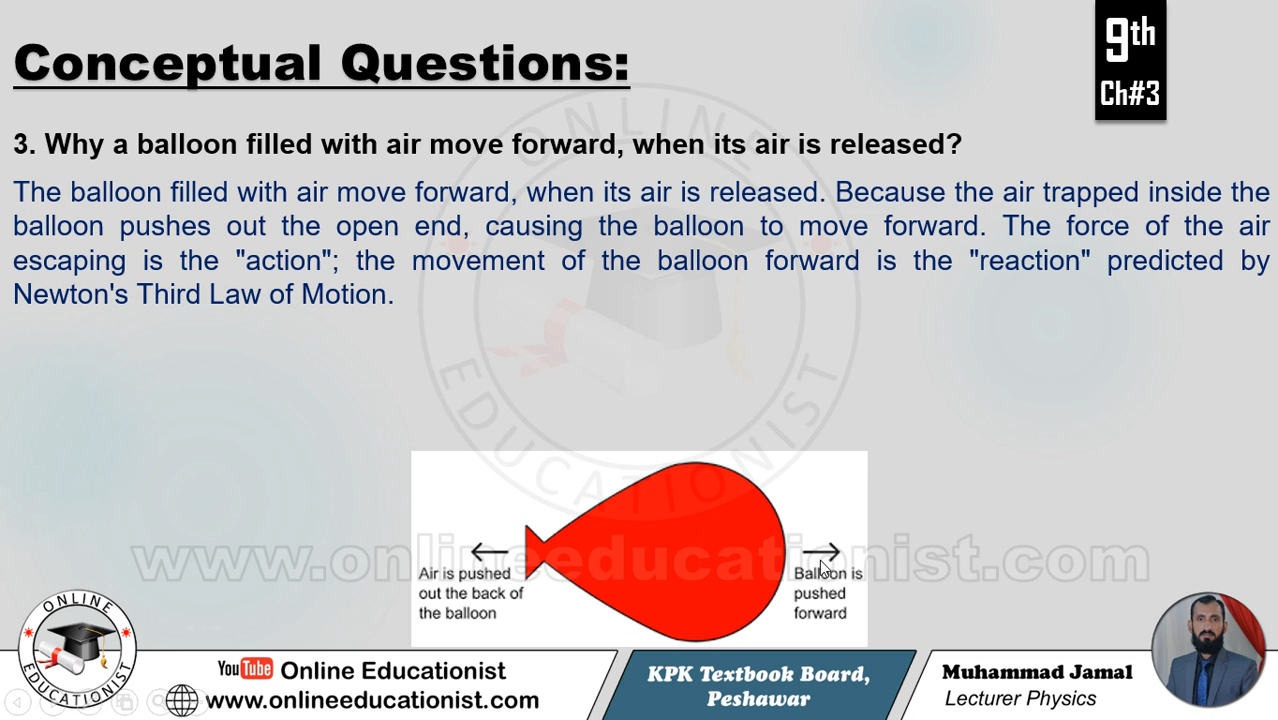 Conceptual Questions:
9th
Ch#3
3. Why a balloon filled with air move forward, when its air is released?
The balloon filled with air move forward, when its air is released. Because the air trapped inside the
balloon pushes out the open end, causing the balloon to move forward. The force of the air
escaping is the "action"; the movement of the balloon forward is the "reaction" predicted by
Newton's Third Law of Motion.
ONLINE
EDUCATIONIST
www.onlineeducationist.com
Air is pushed
out the back of
the balloon
Balloon is
pushed
forward
ONLINE
EDUCATIONIST
YouTube Online Educationist
www.onlineeducationist.com
KPK Textbook Board,
Peshawar
Muhammad Jamal
Lecturer Physics